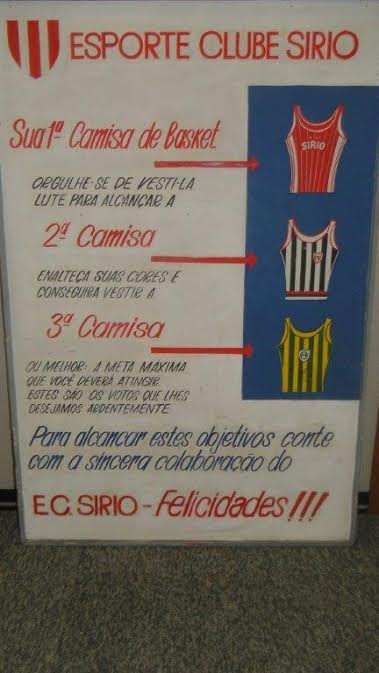 ESPORTE CLUBE SIRIO
Sua 1ª Camisa de Basket
SIRIO
ORGULHE-SE DE VESTI-LA
LUTE PARA ALCANÇAR A
2ª Camisa
ENALTEÇA SUAS CORES E
CONSEGUIRA VESTIR A
3ª Camisa
OU MELHOR: A META MAXIMA
QUE VOCÊ DEVERÁ ATINGIR.
ESTES SÃO OS VOTOS QUE LHES
DESEJAMOS ARDENTEMENTE
Para alcançar estes objetivos conte
com a sincera colaboração do
E.C. SIRIO - Felicidades!!!